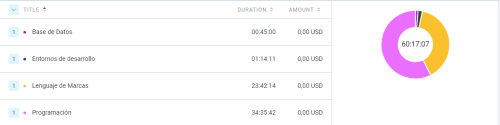 TITLE DURATION AMOUNT
1 Base de Datos 00:45:00 0,00 USD
1 Entornos de desarrollo 01:14:11 0,00 USD
1 Lenguaje de Marcas 23:42:14 0,00 USD
1 Programación 34:35:42 0,00 USD
60:17:07